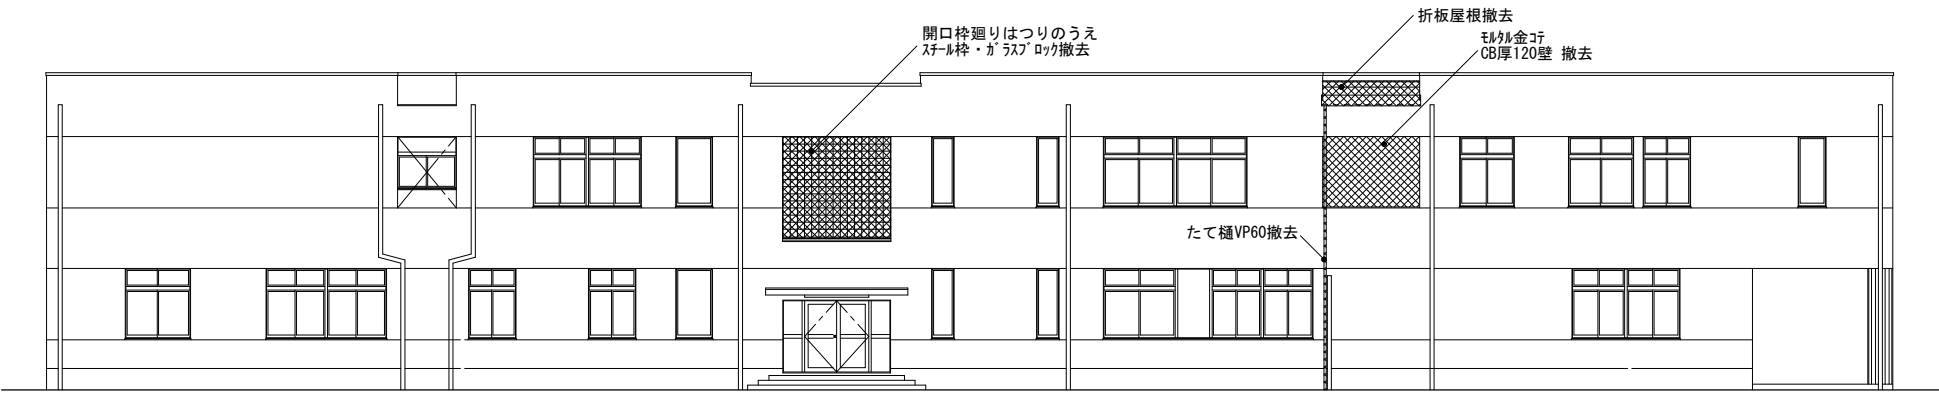 開口枠廻りはつりのうえ
ｽﾁｰﾙ枠・ｶﾞﾗｽﾌﾞﾛｯｸ撤去
折板屋根撤去
ﾓﾙﾀﾙ金ｺﾃ
CB厚120壁 撤去
たて樋VP60撤去